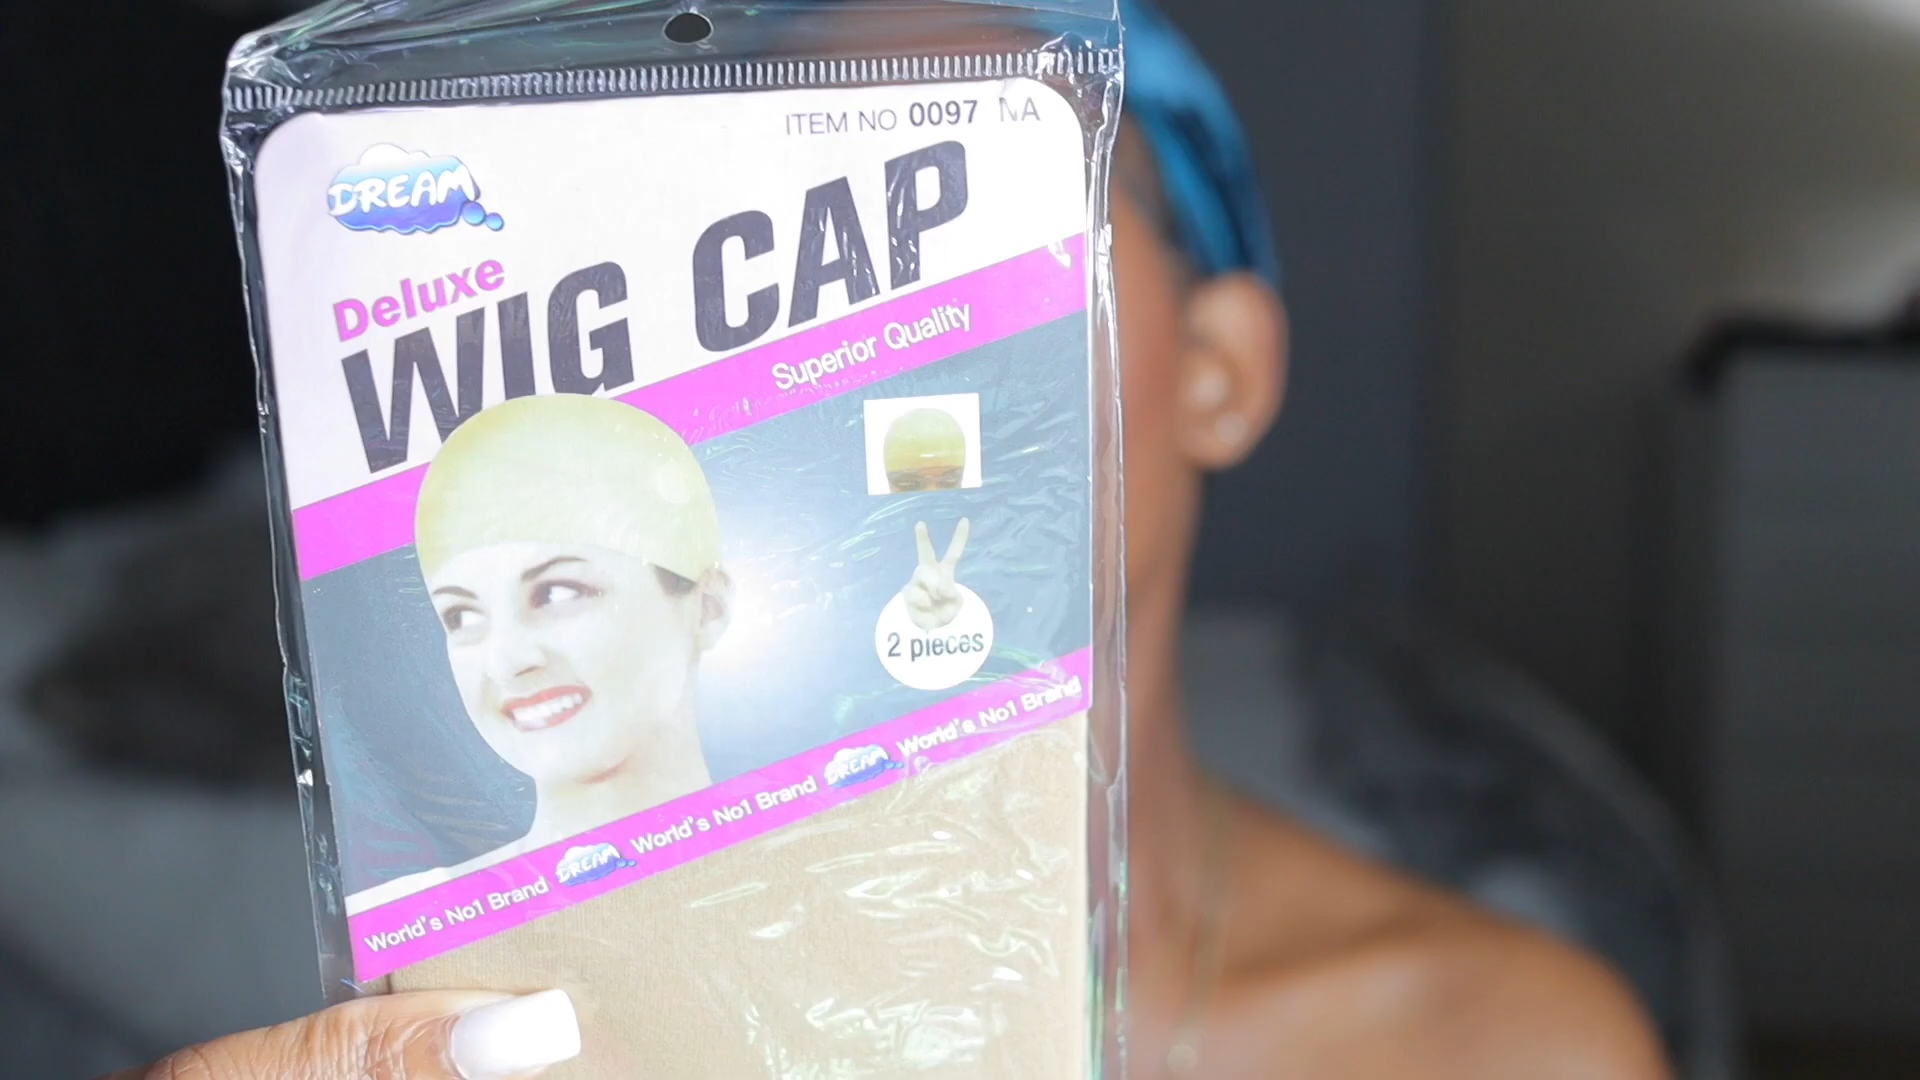 ITEM NO 0097 NA
DREAM
Deluxe
WIG CAP
Superior Quality
2 pieces
World's No1 Brand DREAM World's No1 Brand DREAM World's No1 Brand